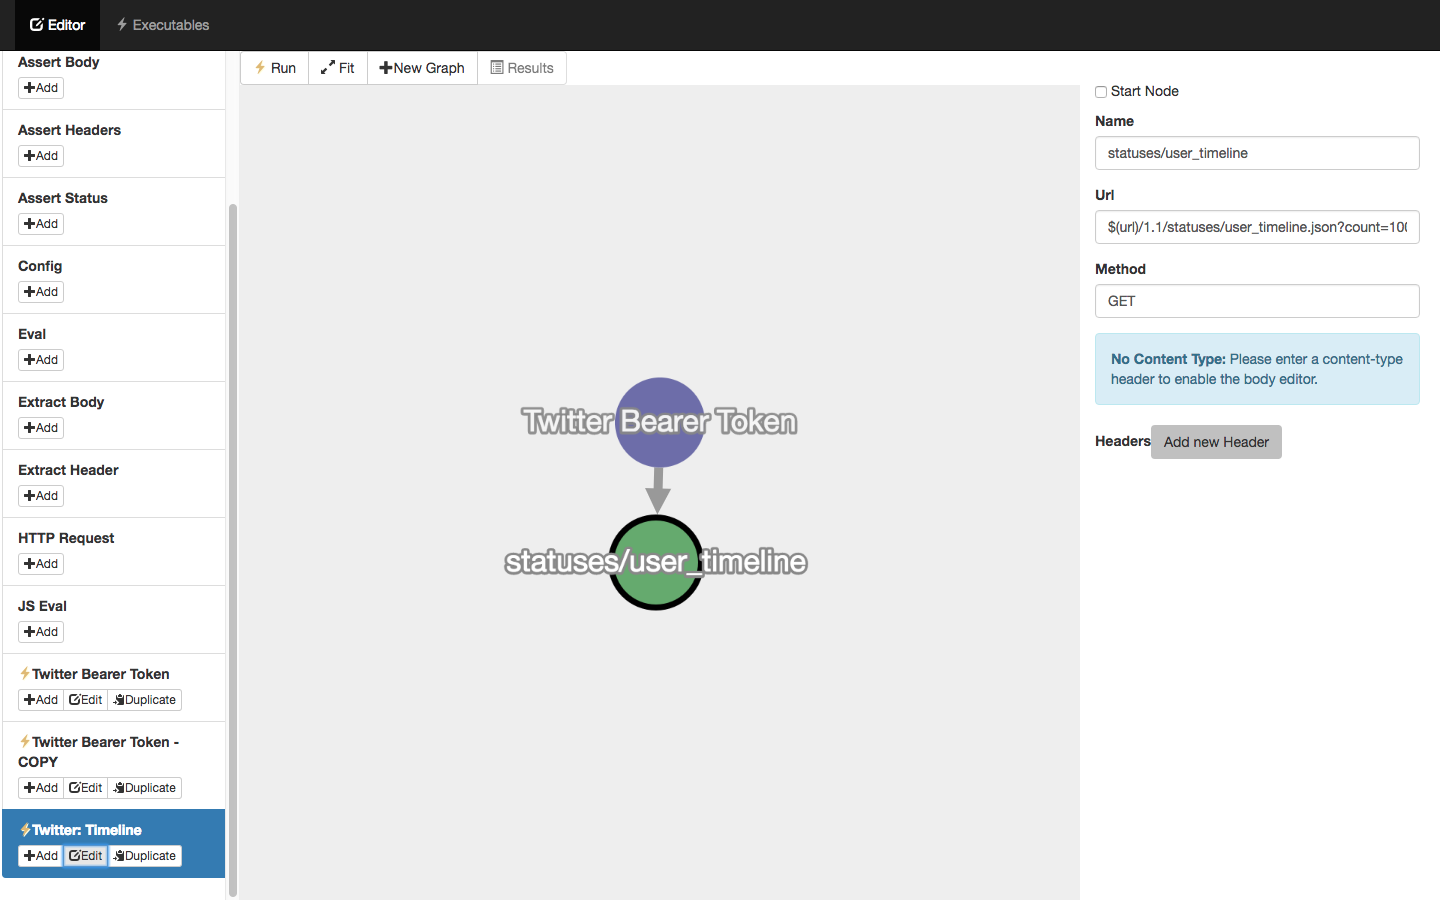 Editor
Executables
Assert Body
Add
Assert Headers
Add
Assert Status
Add
Config
Add
Eval
Add
Extract Body
Add
Extract Header
Add
HTTP Request
Add
JS Eval
Add
Twitter Bearer Token
Add Edit Duplicate
Twitter Bearer Token -
COPY
Add Edit Duplicate
Twitter: Timeline
Add Edit Duplicate
Run Fit New Graph Results
Twitter Bearer Token
statuses/user_timeline
Start Node
Name
statuses/user_timeline
Url
$(url)/1.1/statuses/user_timeline.json?count=10
Method
GET
No Content Type: Please enter a content-type
header to enable the body editor.
Headers Add new Header